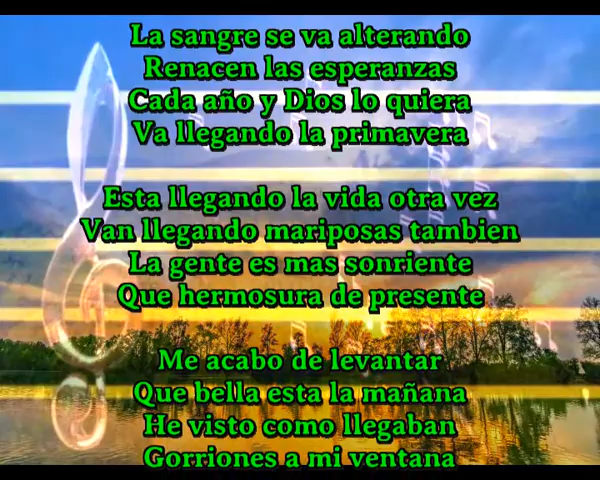 La sangre se va alterando
Renacen las esperanzas
Cada año y Dios lo quiera
Va llegando la primavera
Esta llegando la vida otra vez
Van llegando mariposas tambien
La gente es mas sonriente
Que hermosura de presente
Me acabo de levantar
Que bella esta la mañana
He visto como llegaban
Gorriones a mi ventana